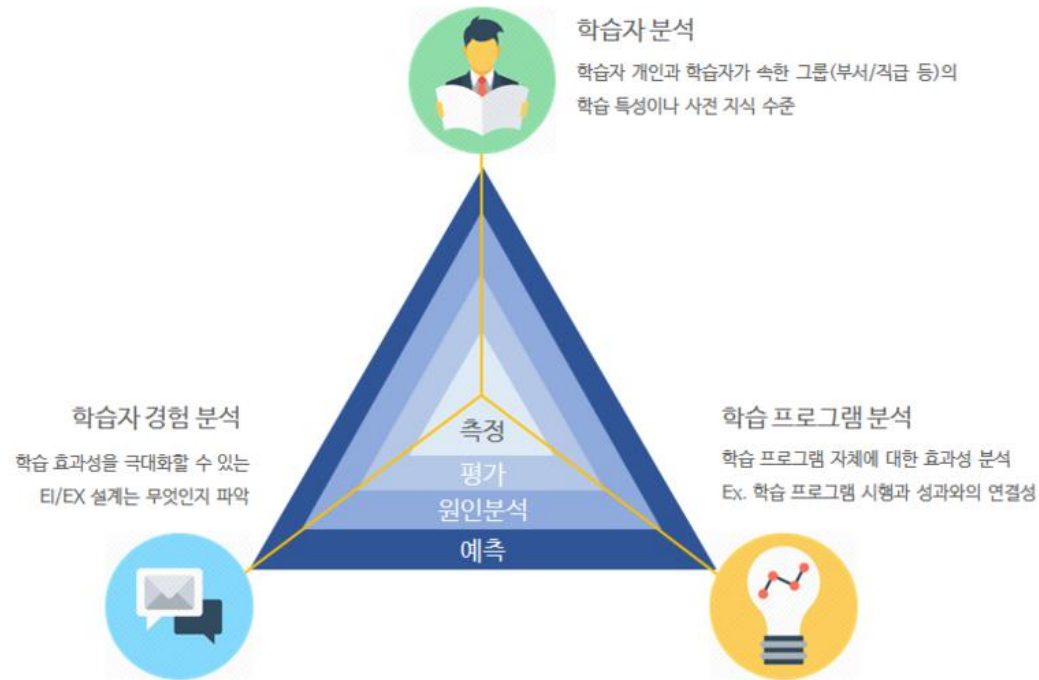 학습자 분석
학습자 개인과 학습자가 속한 그룹(부서/직급 등)의
학습 특성이나 사전 지식 수준
학습자 경험 분석
학습 효과성을 극대화할 수 있는
EI/EX 설계는 무엇인지 파악
측정
평가
원인분석
예측
학습 프로그램 분석
학습 프로그램 자체에 대한 효과성 분석
Ex. 학습 프로그램 시행과 성과와의 연결성